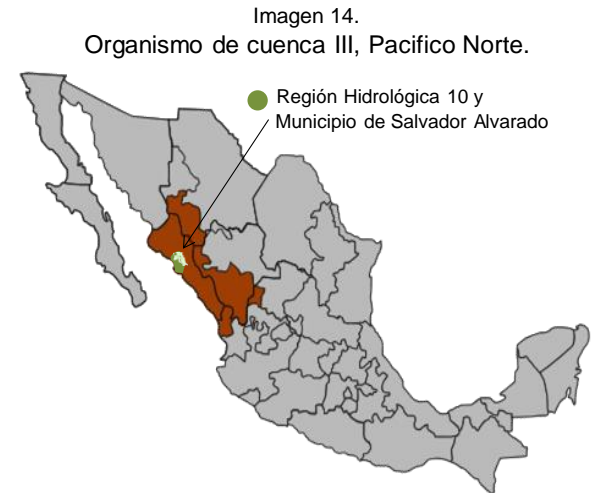 Imagen 14.
Organismo de cuenca III, Pacifico Norte.
Región Hidrológica 10 y
Municipio de Salvador Alvarado